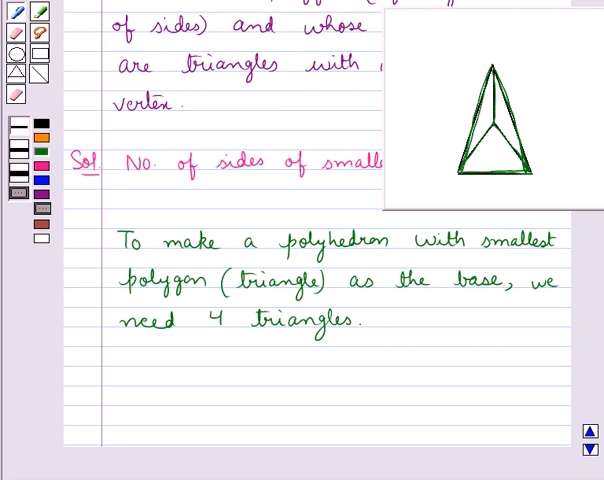 of sides) and whose
are triangles with
vertex.
Sol. No. of sides of
To make a polyhedron with smallest
polygon (triangle) as the base, we
need 4 triangles.